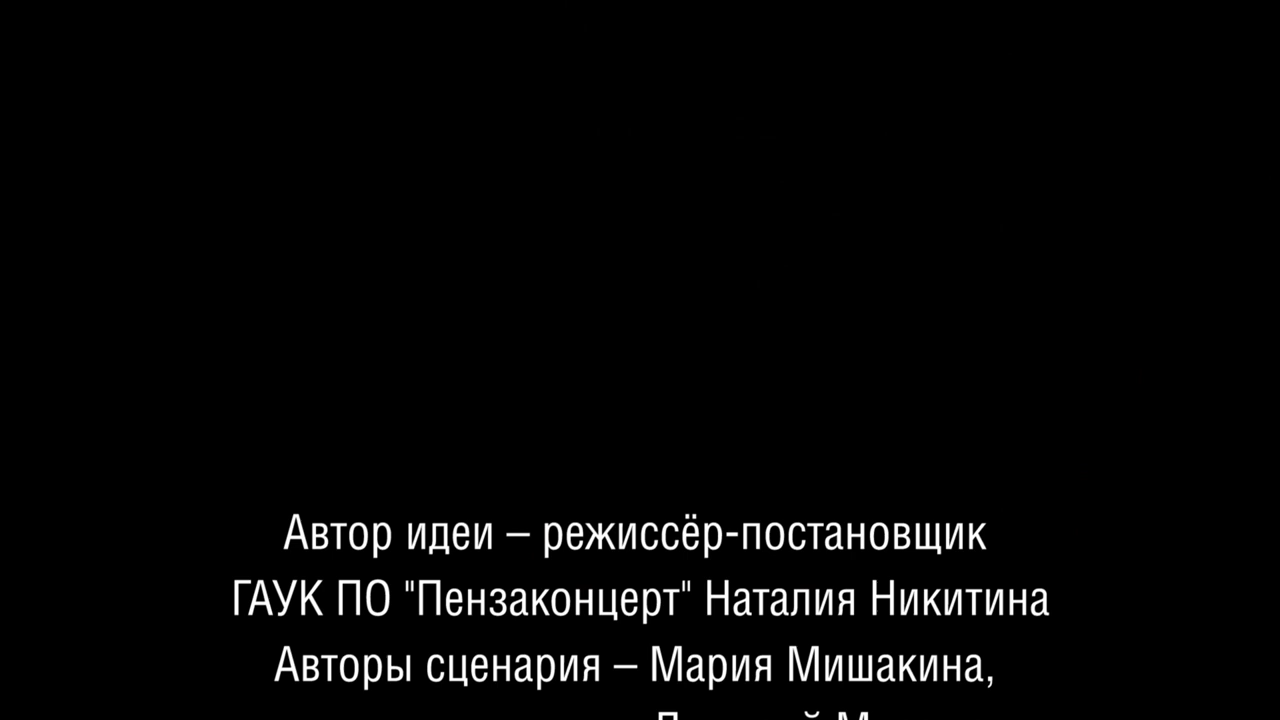 Автор идеи – режиссёр-постановщик
ГАУК ПО "Пензаконцерт" Наталия Никитина
Авторы сценария – Мария Мишакина,